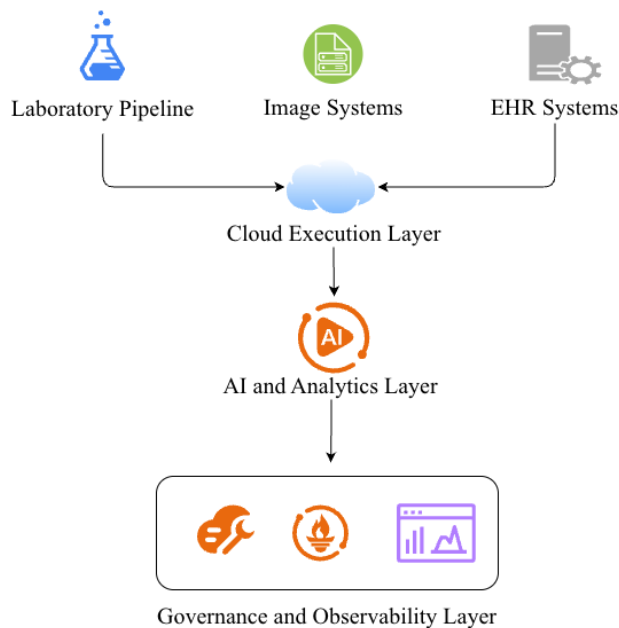 Laboratory Pipeline
Image Systems
EHR Systems
Cloud Execution Layer
AI
AI and Analytics Layer
Governance and Observability Layer